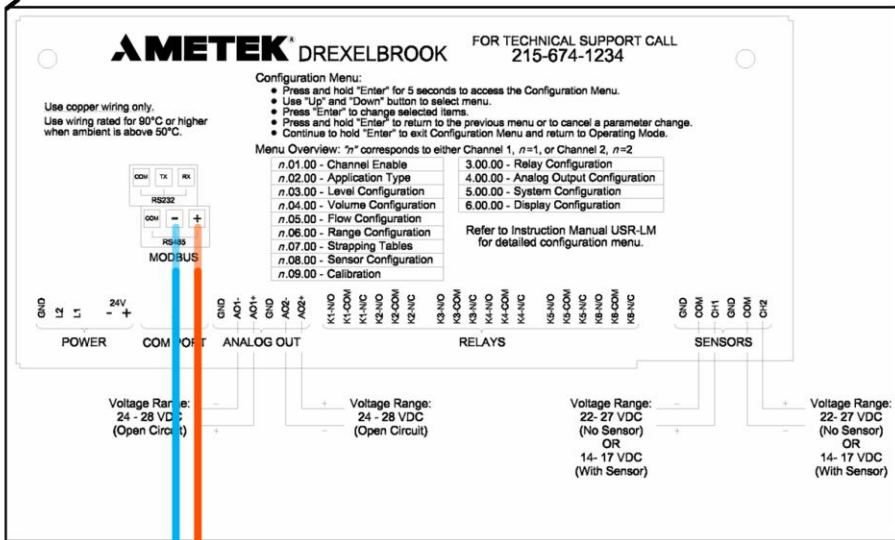 AMETEK® DREXELBROOK
FOR TECHNICAL SUPPORT CALL
215-674-1234
Use copper wiring only.
Use wiring rated for 90°C or higher
when ambient is above 50°C.
Configuration Menu:
● Press and hold "Enter" for 5 seconds to access the Configuration Menu.
● Use "Up" and "Down" button to select menu.
● Press "Enter" to change selected items.
● Press and hold "Enter" to return to the previous menu or to cancel a parameter change.
● Continue to hold "Enter" to exit Configuration Menu and return to Operating Mode.
Menu Overview: "n" corresponds to either Channel 1, n=1, or Channel 2, n=2
n.01.00 - Channel Enable
n.02.00 - Application Type
n.03.00 - Level Configuration
n.04.00 - Volume Configuration
n.05.00 - Flow Configuration
n.06.00 - Range Configuration
n.07.00 - Strapping Tables
n.08.00 - Sensor Configuration
n.09.00 - Calibration
3.00.00 - Relay Configuration
4.00.00 - Analog Output Configuration
5.00.00 - System Configuration
6.00.00 - Display Configuration
Refer to Instruction Manual USR-LM
for detailed configuration menu.
COM TX RX
RS232
COM - +
RS485
MODBUS
GND L2 L1 24V - +
POWER
COM PORT
GND AO1- AO1+ GND AO2- AO2+
ANALOG OUT
K1-N/O K1-COM K1-N/C K2-N/O K2-COM K2-N/C K3-N/O K3-COM K3-N/C K4-N/O K4-COM K4-N/C K5-N/O K5-COM K5-N/C K6-N/O K6-COM K6-N/C
RELAYS
GND COM CH1 GND COM CH2
SENSORS
Voltage Range: -
24 - 28 VDC
(Open Circuit) +
+ Voltage Range:
24 - 28 VDC
- (Open Circuit)
Voltage Range: -
22- 27 VDC
(No Sensor) +
OR
14- 17 VDC
(With Sensor)
+ Voltage Range:
22- 27 VDC
- (No Sensor)
OR
14- 17 VDC
(With Sensor)